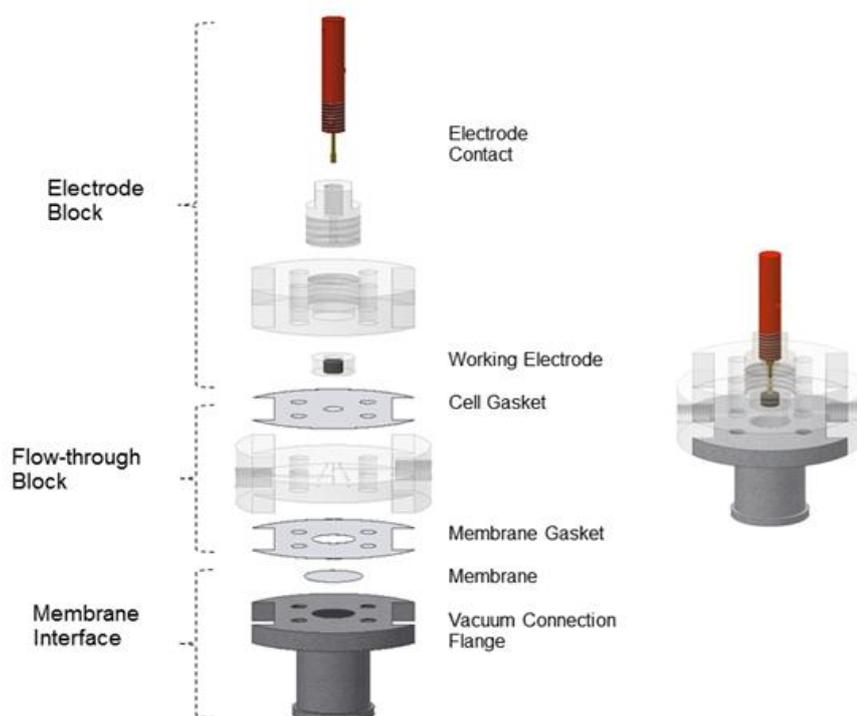 Electrode
Contact
Electrode
Block
Working Electrode
Cell Gasket
Flow-through
Block
Membrane Gasket
Membrane
Membrane
Interface
Vacuum Connection
Flange